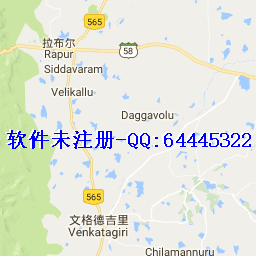 565
拉布尔
Rapur
58
Siddavaram
Velikallu
Daggavolu
软件未注册-QQ:64445322
565
文格德吉里
Venkatagiri
Chilamannuru